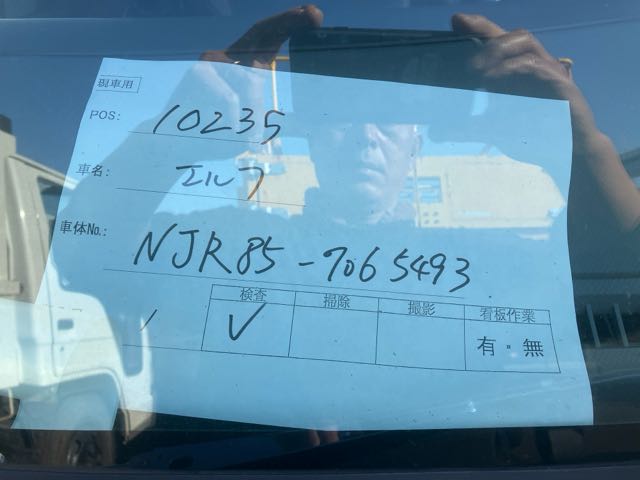 現車用
POS: 10235
車名: エルフ
車体No.: NJR85-7065493
検査 掃除 撮影 看板作業
/ V 有・無